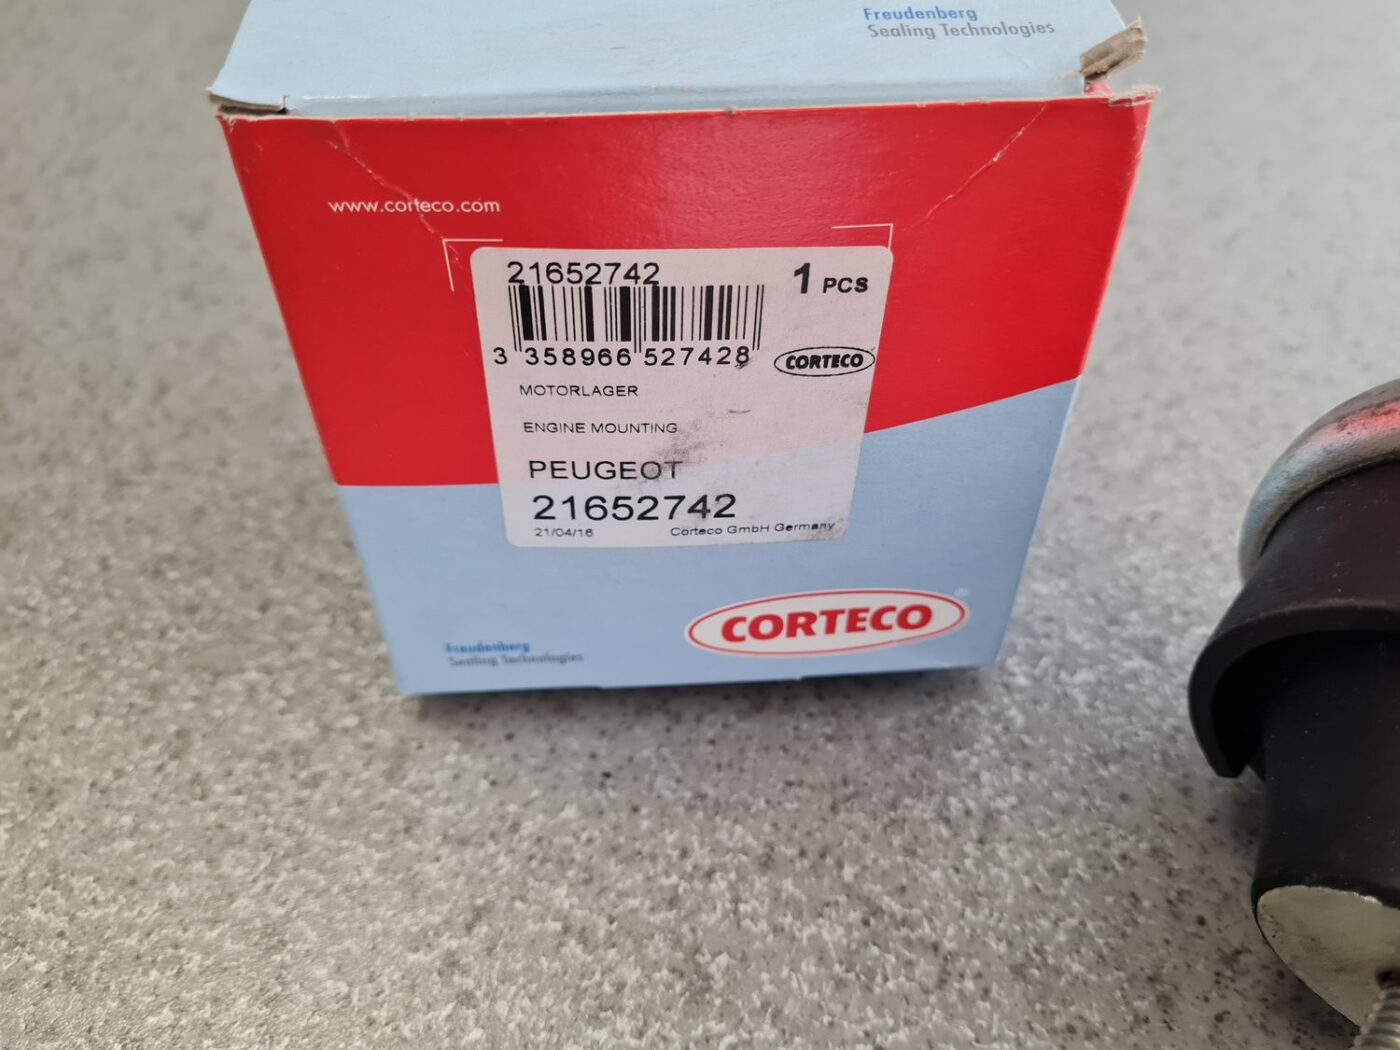 Freudenberg
Sealing Technologies
www.corteco.com
21652742
1 PCS
3 358966 527428
CORTECO
MOTORLAGER
ENGINE MOUNTING
PEUGEOT
21652742
21/04/16 Corteco GmbH Germany
CORTECO®
Freudenberg
Sealing Technologies